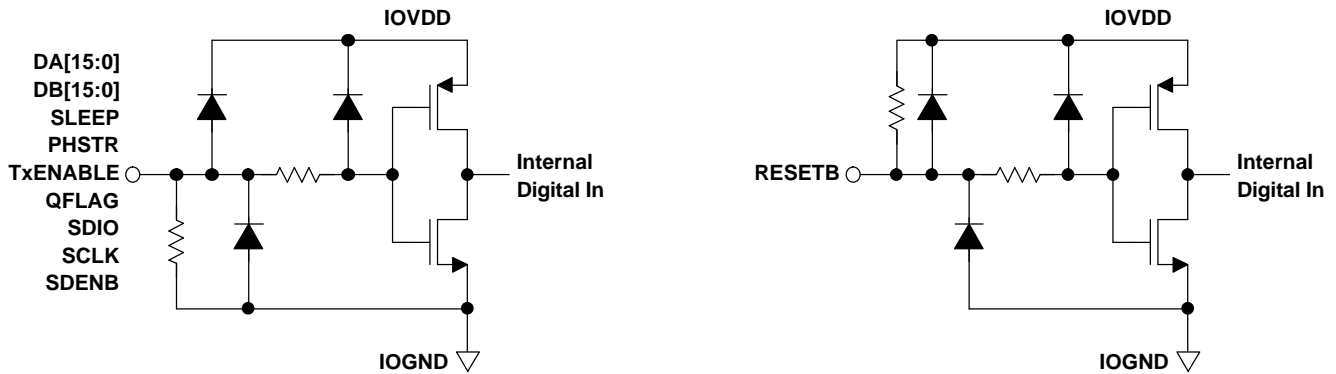 IOVDD
DA[15:0]
DB[15:0]
SLEEP
PHSTR
TxENABLE
QFLAG
SDIO
SCLK
SDENB
Internal
Digital In
IOGND
IOVDD
RESETB
Internal
Digital In
IOGND